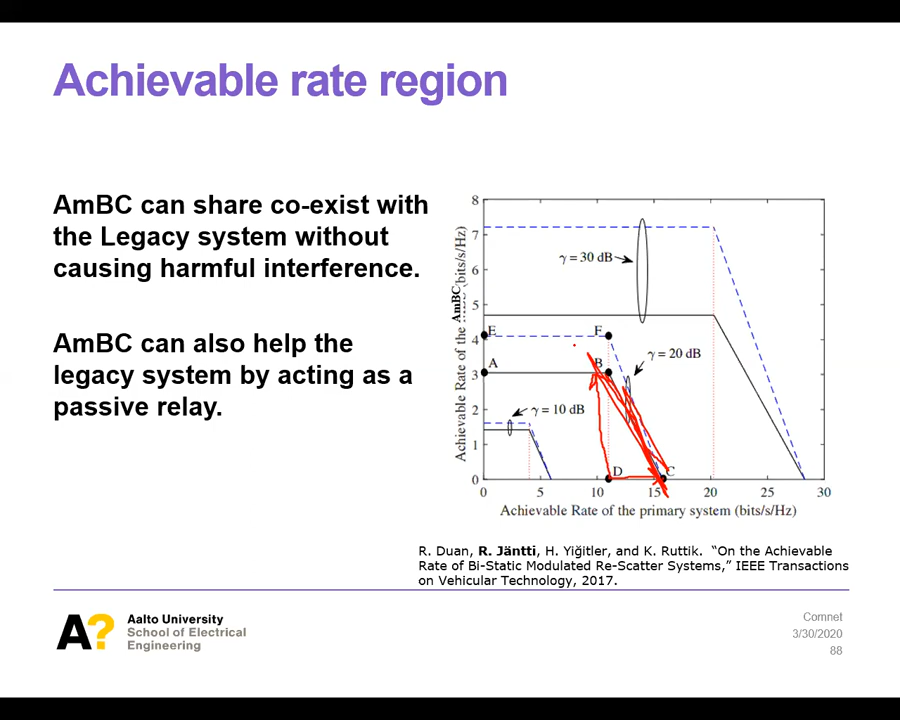 Achievable rate region
AmBC can share co-exist with
the Legacy system without
causing harmful interference.
AmBC can also help the
legacy system by acting as a
passive relay.
Achievable Rate of the AmBC (bits/s/Hz)
8
7
6
5
4
3
2
1
0
γ = 30 dB
E
F
γ = 20 dB
A
B
γ = 10 dB
D
C
0 5 10 15 20 25 30
Achievable Rate of the primary system (bits/s/Hz)
R. Duan, R. Jäntti, H. Yiğitler, and K. Ruttik. “On the Achievable
Rate of Bi-Static Modulated Re-Scatter Systems,” IEEE Transactions
on Vehicular Technology, 2017.
A?
Aalto University
School of Electrical
Engineering
Comnet
3/30/2020
88